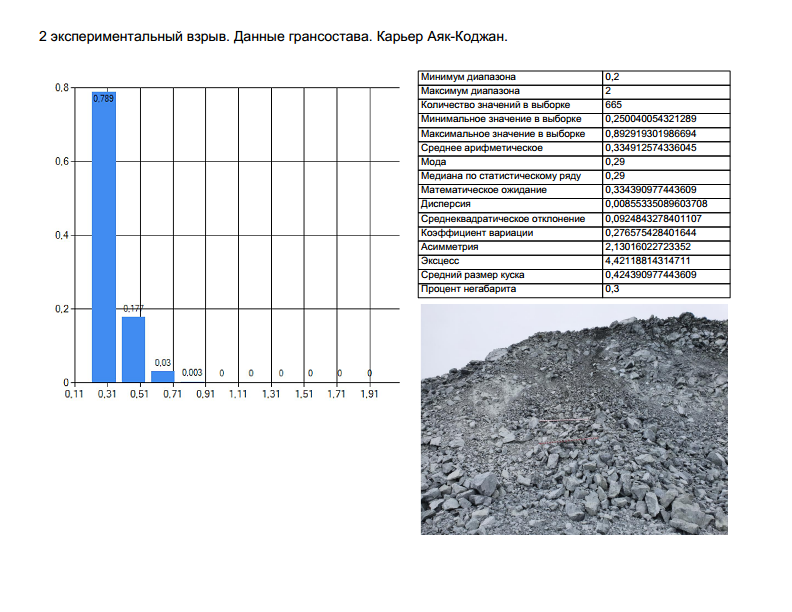 2 экспериментальный взрыв. Данные грансостава. Карьер Аяк-Коджан.
0,8
0,789
0,6
0,4
0,2
0,177
0,03
0.003
0
0
0
0
0
0
0
0,11 0,31 0,51 0,71 0,91 1,11 1,31 1,51 1,71 1,91
Минимум диапазона 0,2
Максимум диапазона 2
Количество значений в выборке 665
Минимальное значение в выборке 0,250040054321289
Максимальное значение в выборке 0,892919301986694
Среднее арифметическое 0,334912574336045
Мода 0,29
Медиана по статистическому ряду 0,29
Математическое ожидание 0,334390977443609
Дисперсия 0,00855335089603708
Среднеквадратическое отклонение 0,0924843278401107
Коэффициент вариации 0,276575428401644
Асимметрия 2,13016022723352
Эксцесс 4,42118814314711
Средний размер куска 0,424390977443609
Процент негабарита 0,3